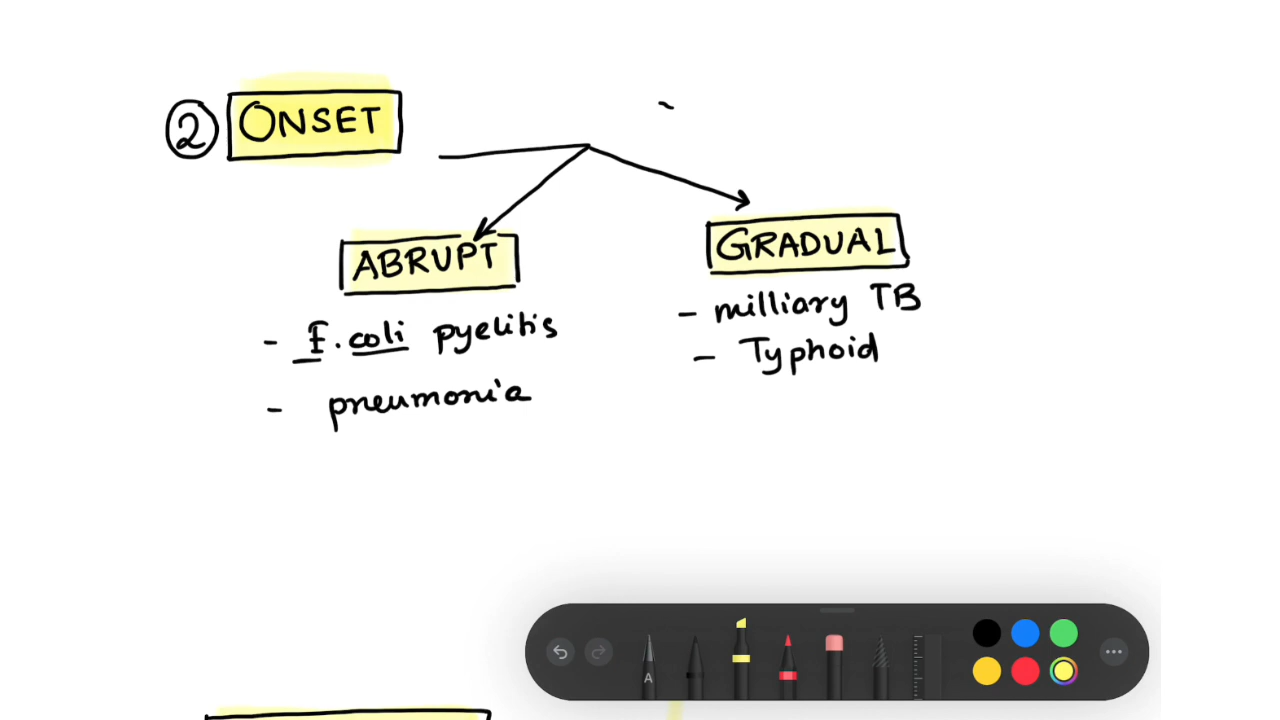 ② ONSET
ABRUPT
GRADUAL
- E.coli pyelitis
- pneumonia
- milliary TB
- Typhoid
A